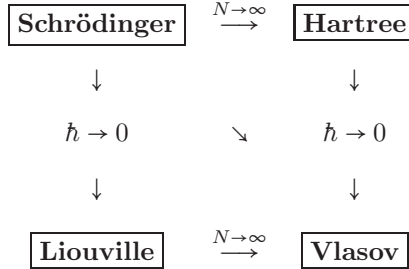 Schrödinger N→∞ ⟶ Hartree
↓ ↓
ℏ → 0 ↘ ℏ → 0
↓ ↓
Liouville N→∞ ⟶ Vlasov